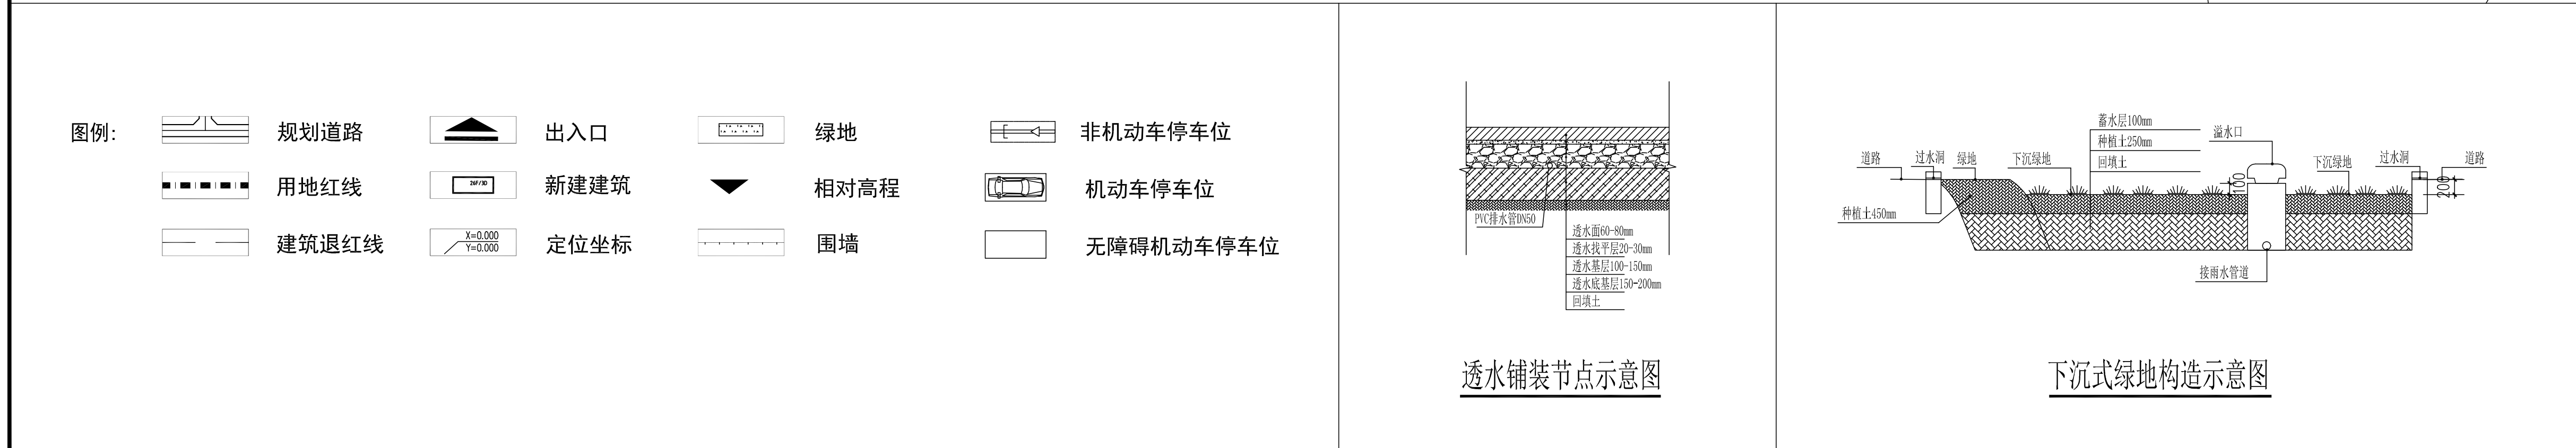 图例:
规划道路
出入口
绿地
非机动车停车位
用地红线
26F/3D
新建建筑
相对高程
机动车停车位
建筑退红线
X=0.000
Y=0.000
定位坐标
围墙
无障碍机动车停车位
PVC排水管DN50
透水面60-80mm
透水找平层20-30mm
透水基层100-150mm
透水底基层150-200mm
回填土
透水铺装节点示意图
蓄水层100mm
种植土250mm
回填土
溢水口
道路
过水洞
绿地
下沉绿地
下沉绿地
过水洞
道路
100
200
种植土450mm
接雨水管道
下沉式绿地构造示意图